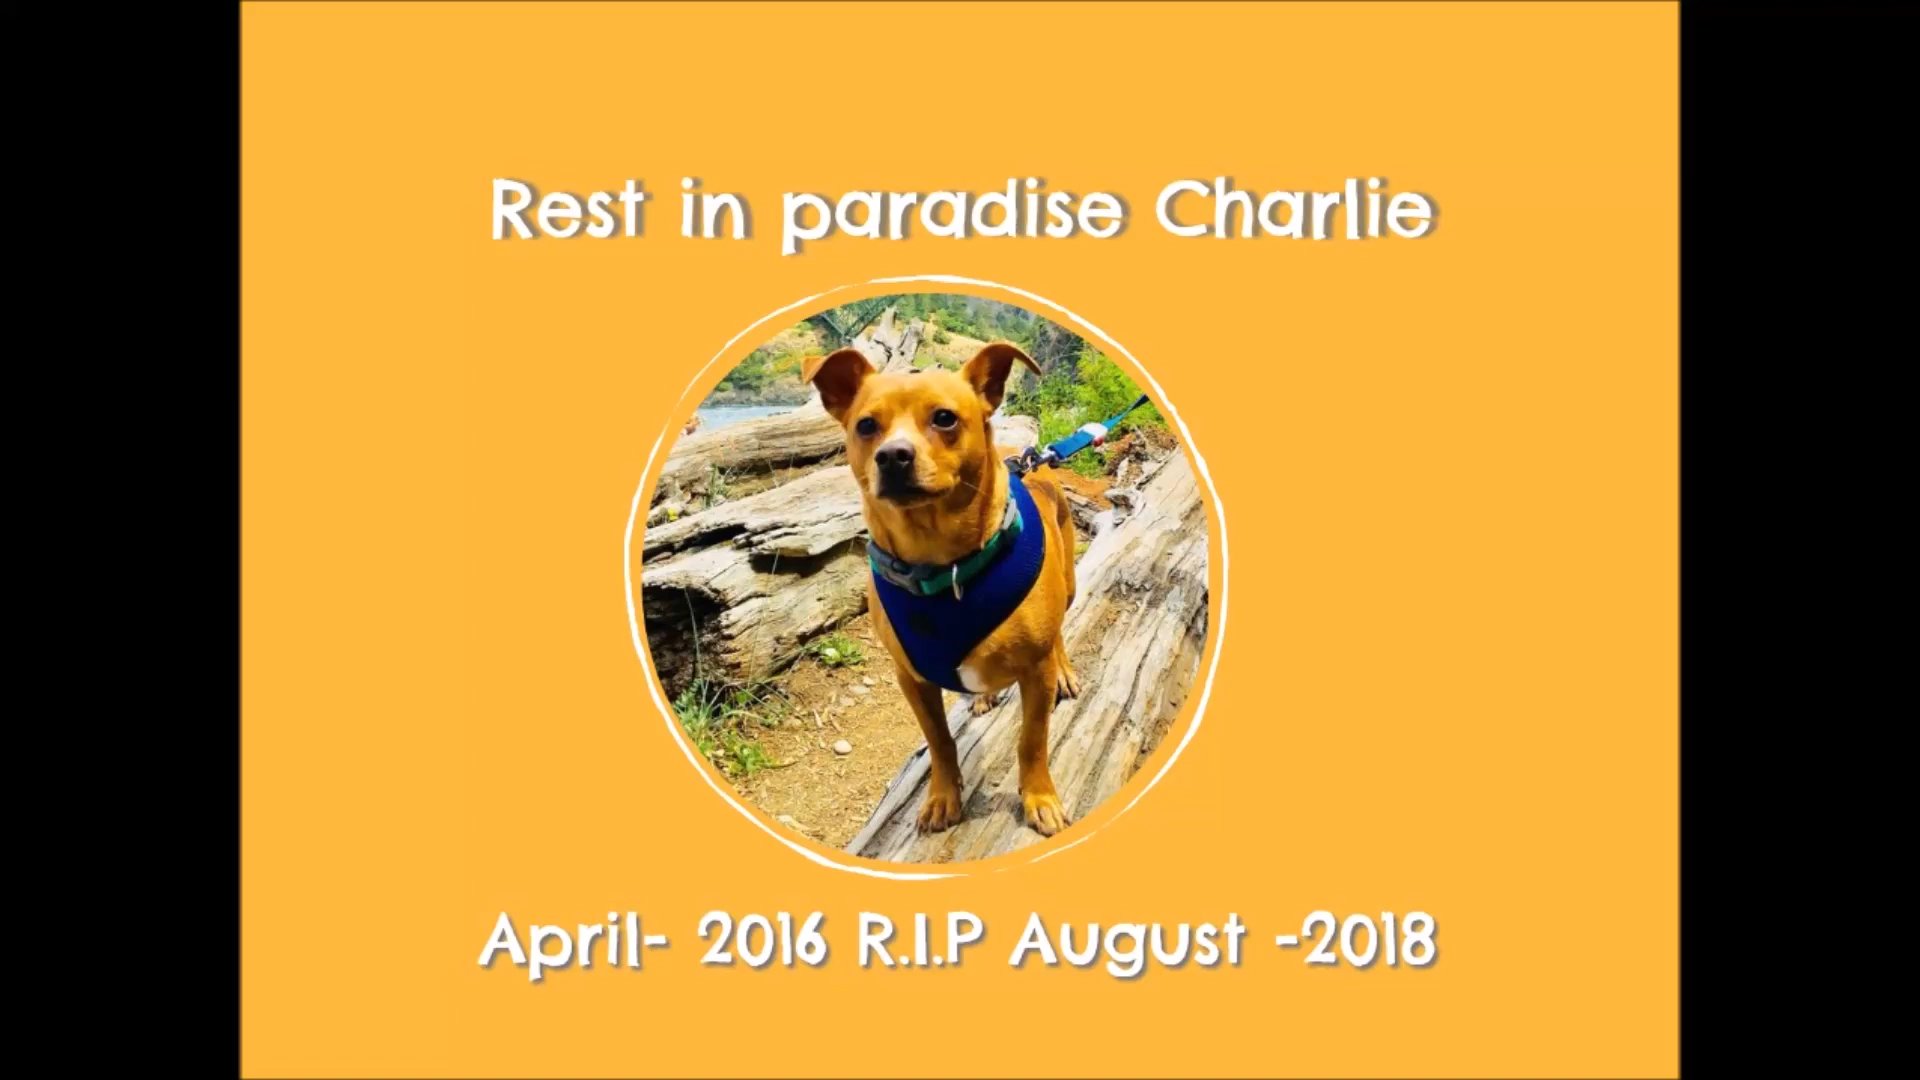 Rest in paradise Charlie
April- 2016 R.I.P August -2018